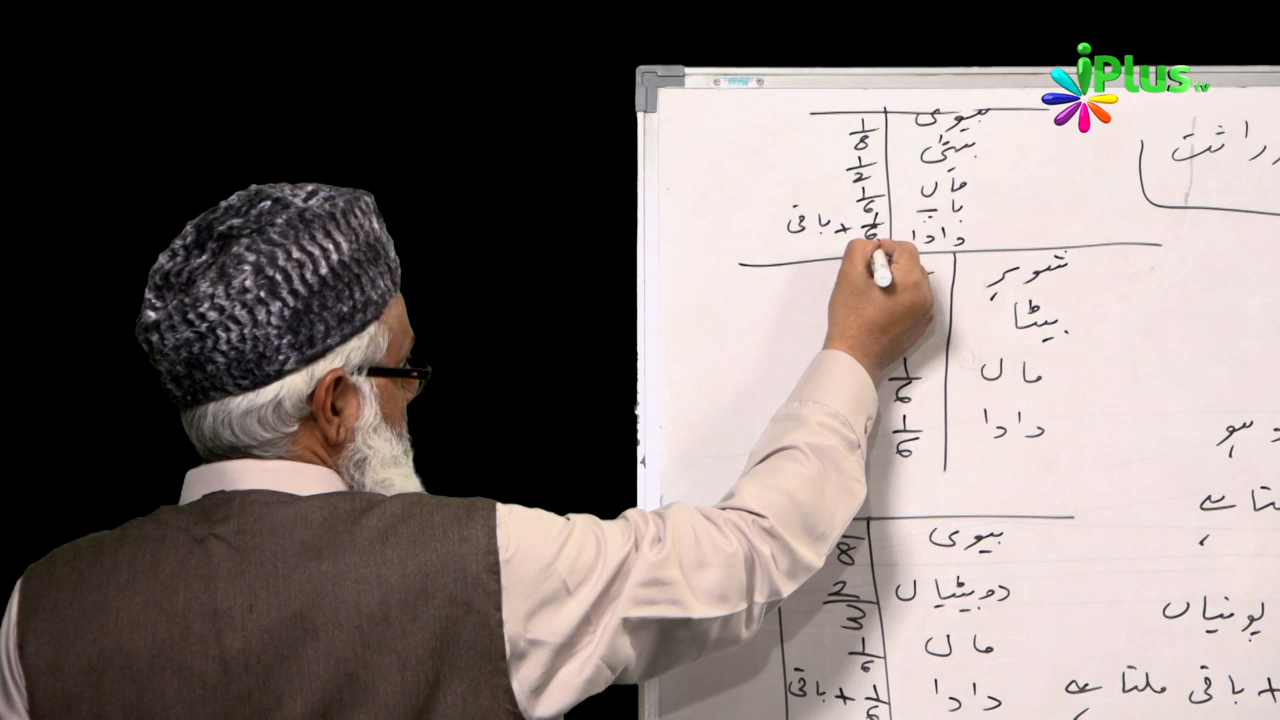 iPlus tv
وراثت
بیوی 1/8
بیٹی 1/2
ماں 1/6
باپ 1/6 + باقی
دادا
شوہر
بیٹا
ماں 1/6
دادا 1/6
ہو
بیوی 1/8
دو بیٹیاں 2/3
ماں 1/6
دادا 1/6 + باقی
پوتیاں
+ باقی ملتا ہے